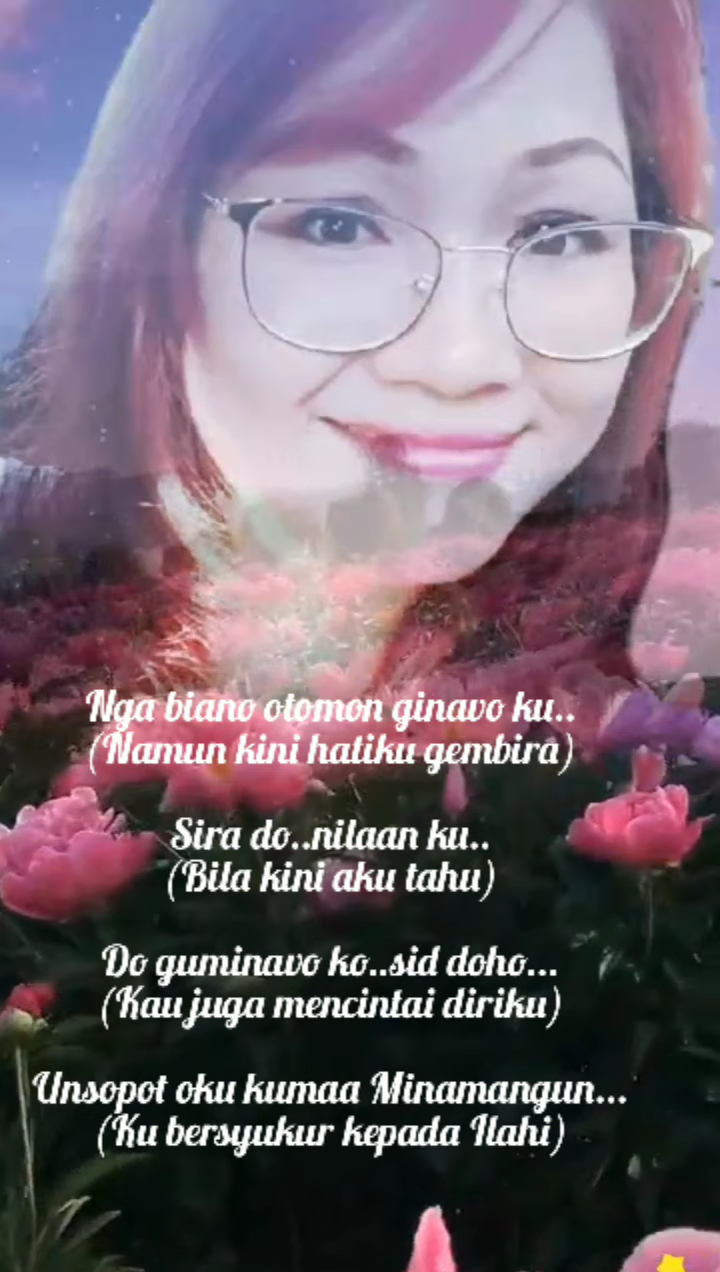 Nga biano otomon ginavo ku..
(Namun kini hatiku gembira)
Sira do..nilaan ku..
(Bila kini aku tahu)
Do guminavo ko..sid doho...
(Kau juga mencintai diriku)
Unsopot oku kumaa Minamangun...
(Ku bersyukur kepada Ilahi)